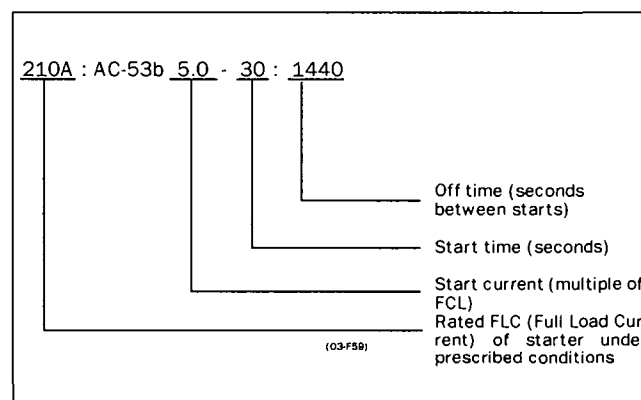 210A : AC-53b 5.0 - 30 : 1440
Off time (seconds
between starts)
Start time (seconds)
Start current (multiple of
FCL)
Rated FLC (Full Load Cur
rent) of starter unde
prescribed conditions
(03-F59)